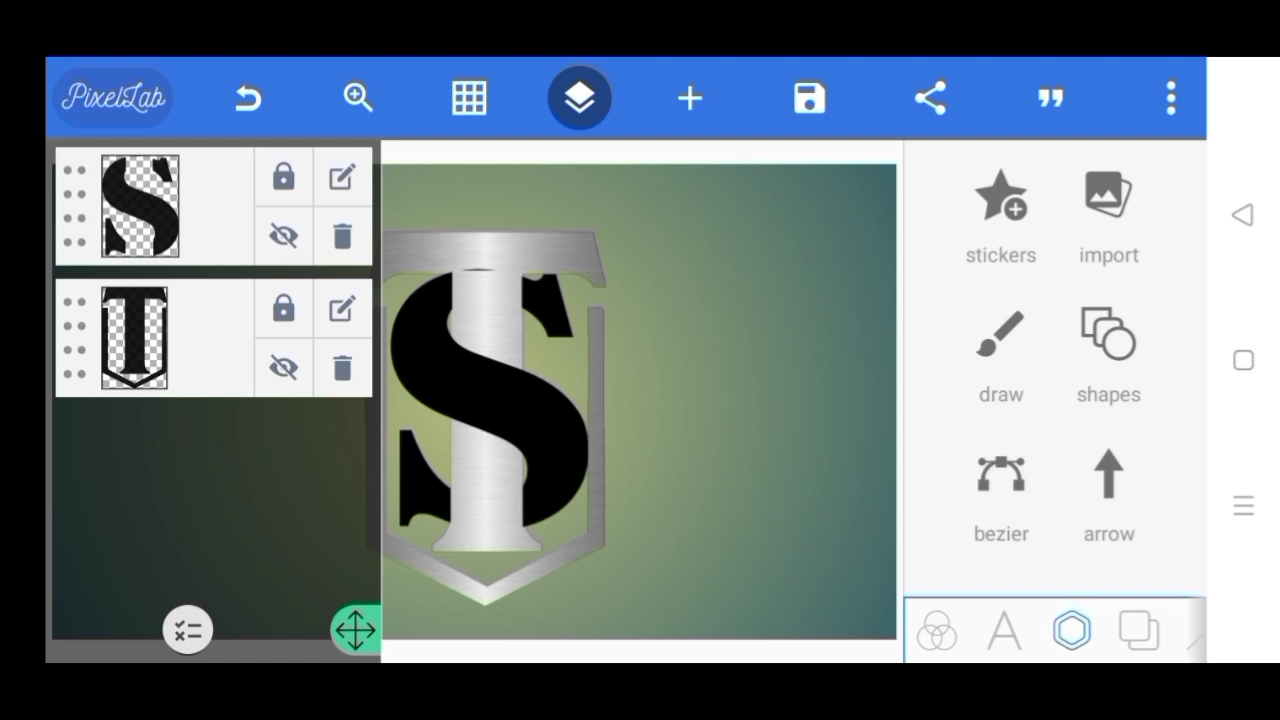 PixelLab
stickers
import
draw
shapes
bezier
arrow
S
T
S
T
A